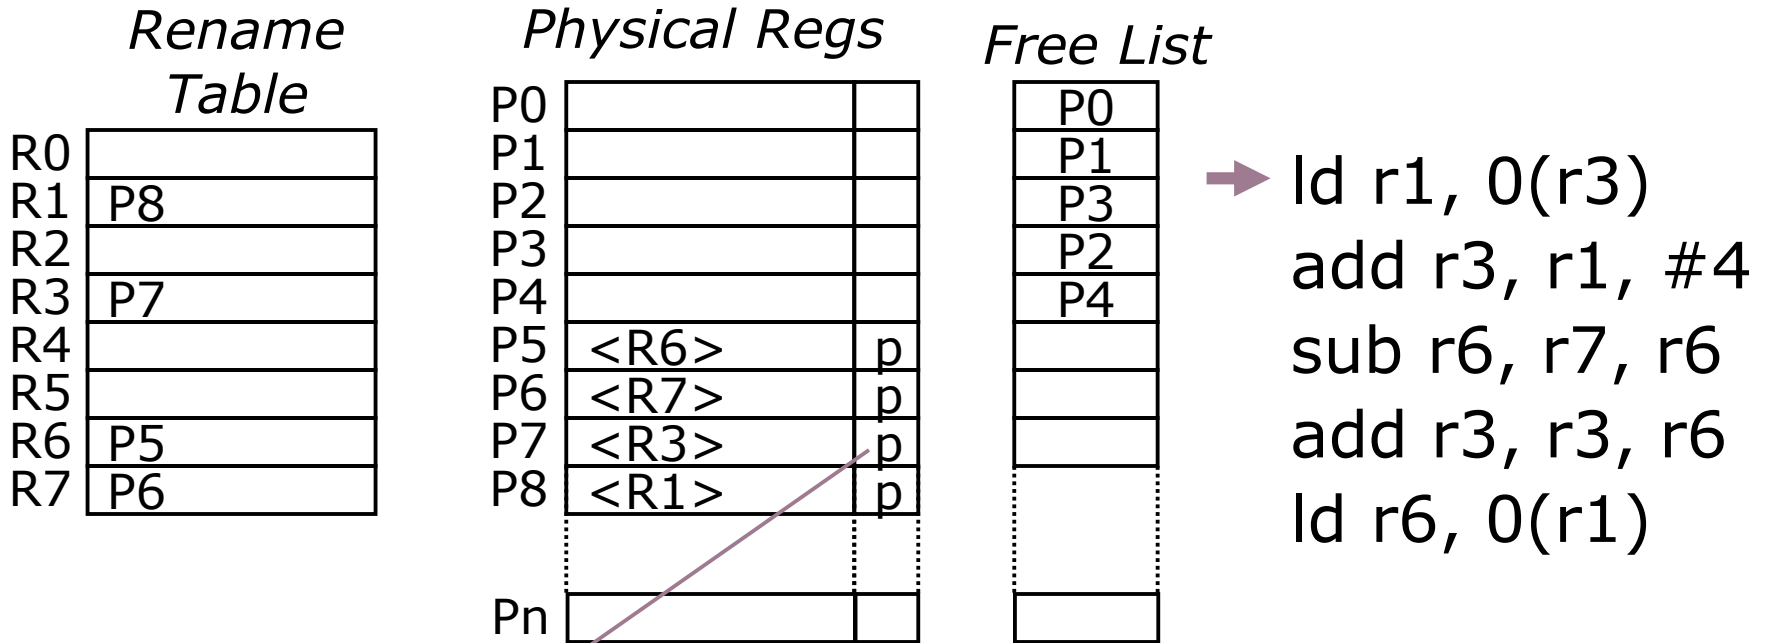 Rename
Table
R0
R1 P8
R2
R3 P7
R4
R5
R6 P5
R7 P6
Physical Regs
P0
P1
P2
P3
P4
P5 <R6> p
P6 <R7> p
P7 <R3> p
P8 <R1> p
Pn
Free List
P0
P1
P3
P2
P4
ld r1, 0(r3)
add r3, r1, #4
sub r6, r7, r6
add r3, r3, r6
ld r6, 0(r1)